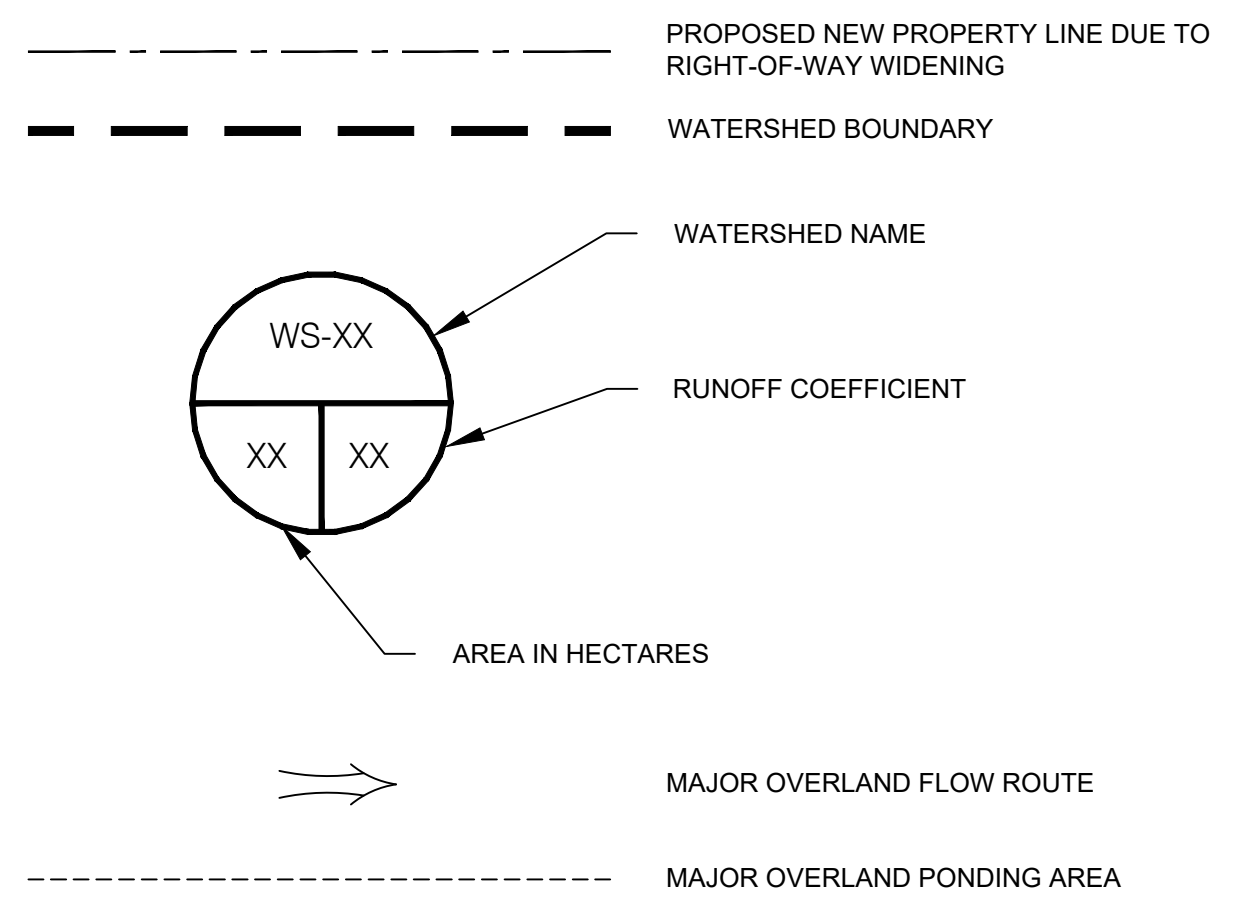 PROPOSED NEW PROPERTY LINE DUE TO
RIGHT-OF-WAY WIDENING
WATERSHED BOUNDARY
WATERSHED NAME
WS-XX
RUNOFF COEFFICIENT
XX XX
AREA IN HECTARES
MAJOR OVERLAND FLOW ROUTE
MAJOR OVERLAND PONDING AREA